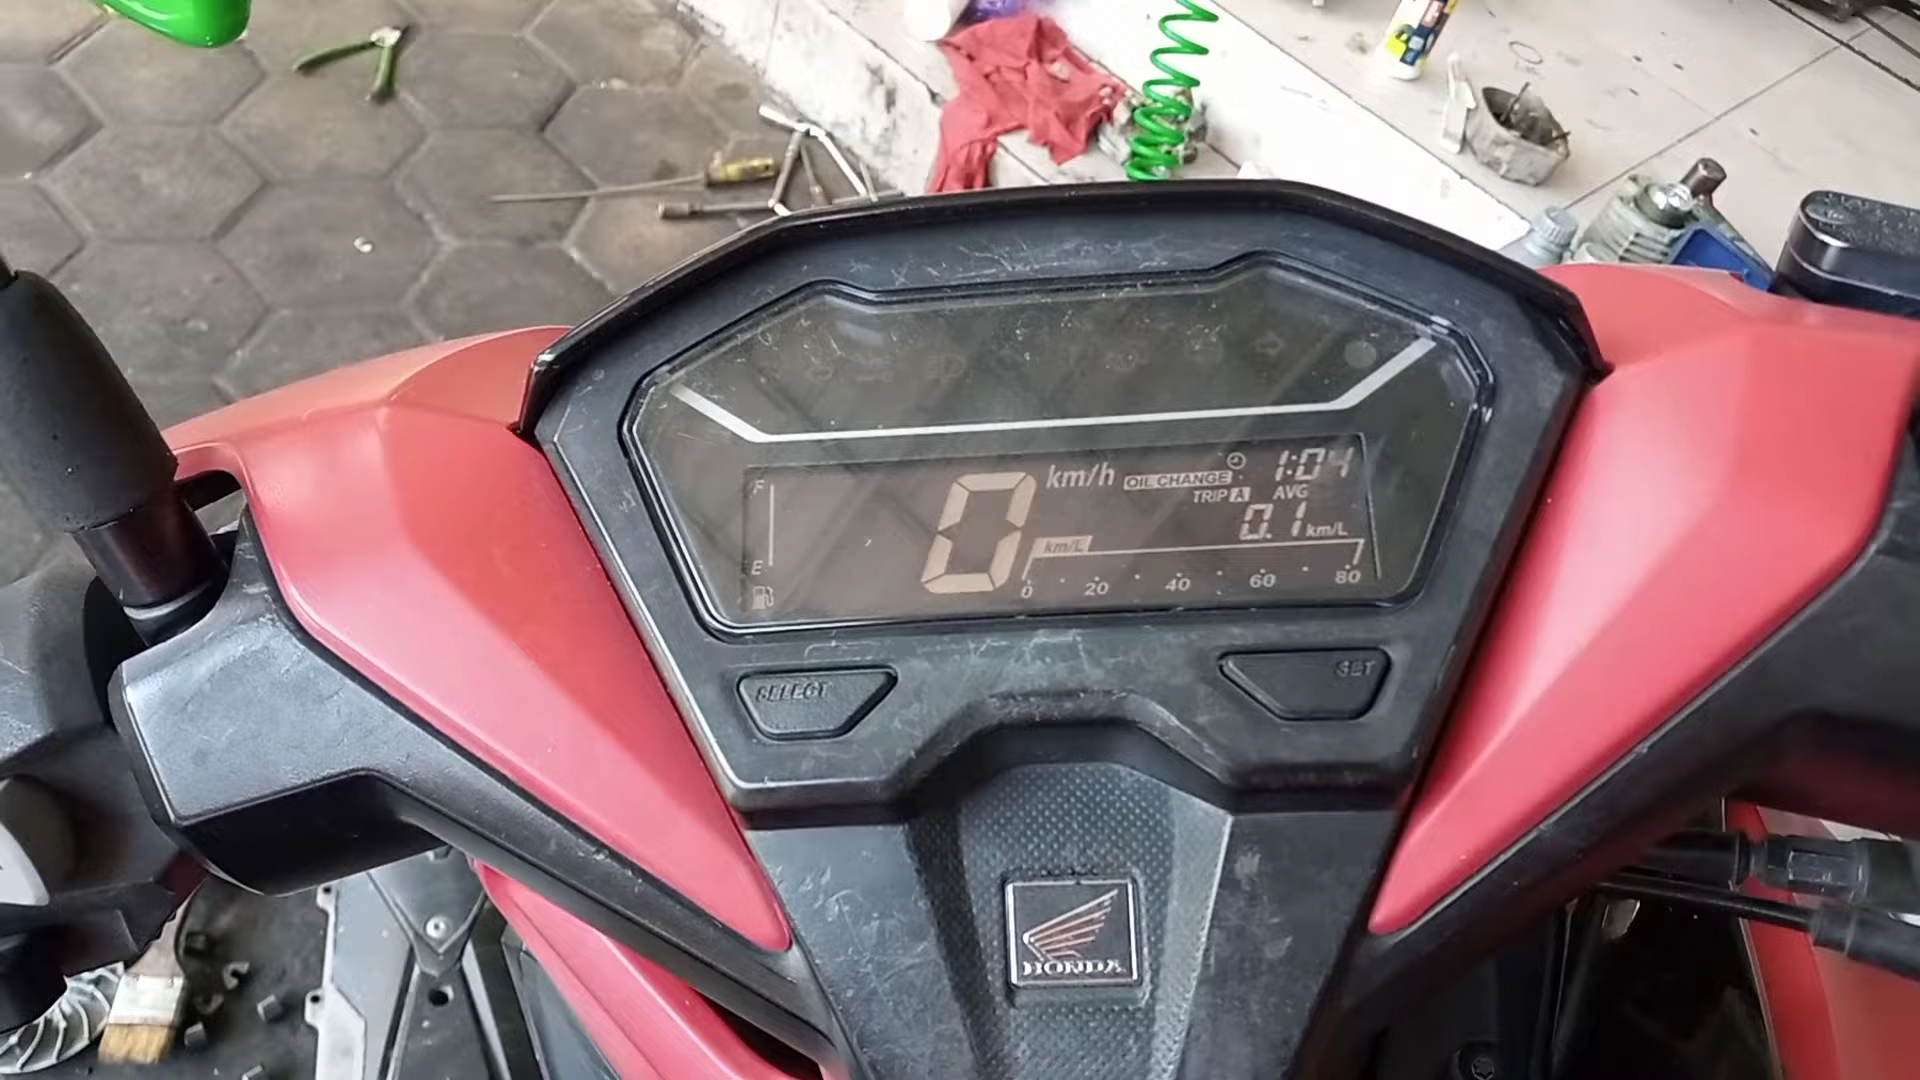 F
E
0 km/h
OIL CHANGE
1:04
TRIP A AVG
0.1 km/L
km/L
0 20 40 60 80
SELECT
SET
HONDA